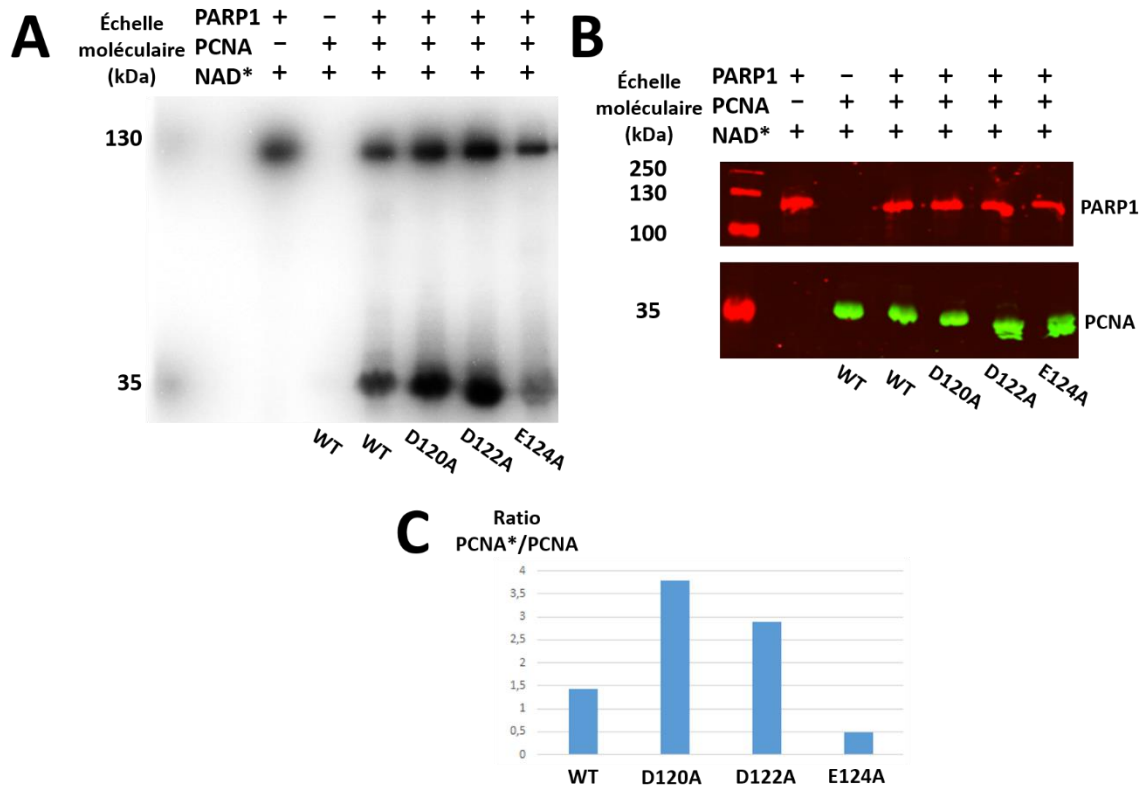 A
Échelle
moléculaire
(kDa)
PARP1 + – + + + +
PCNA – + + + + +
NAD* + + + + + +
130
35
WT WT D120A D122A E124A
B
Échelle
moléculaire
(kDa)
PARP1 + – + + + +
PCNA – + + + + +
NAD* + + + + + +
250
130
100
PARP1
35
PCNA
WT WT D120A D122A E124A
C
Ratio
PCNA*/PCNA
4
3,5
3
2,5
2
1,5
1
0,5
0
WT D120A D122A E124A